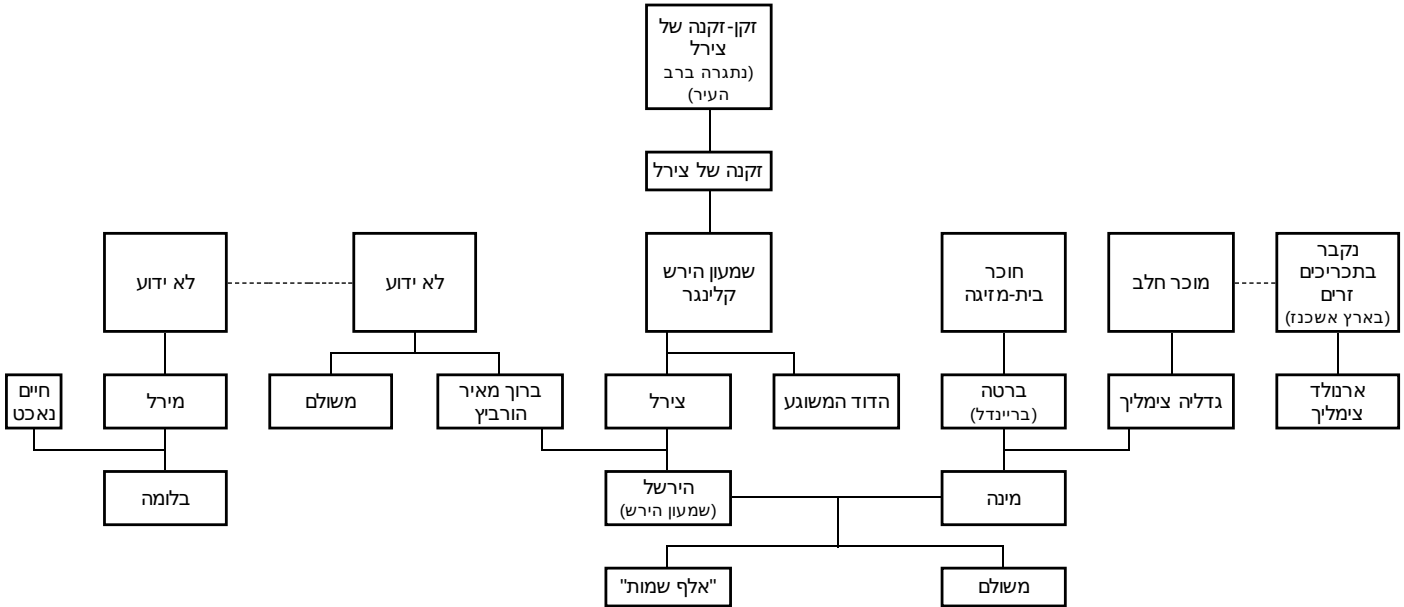 זקן-זקנה של
צירל
(נתגרה ברב
העיר)
זקנה של צירל
נקבר
בתכריכים
זרים
(בארץ אשכנז)
מוכר חלב
חוכר
בית-מזיגה
שמעון הירש
קלינגר
לא ידוע
לא ידוע
ארנולד
צימליך
גדליה צימליך
ברטה
(בריינדל)
הדוד המשוגע
צירל
ברוך מאיר
הורביץ
משולם
מירל
חיים
נאכט
מינה
הירשל
(שמעון הירש)
בלומה
משולם
"אלף שמות"